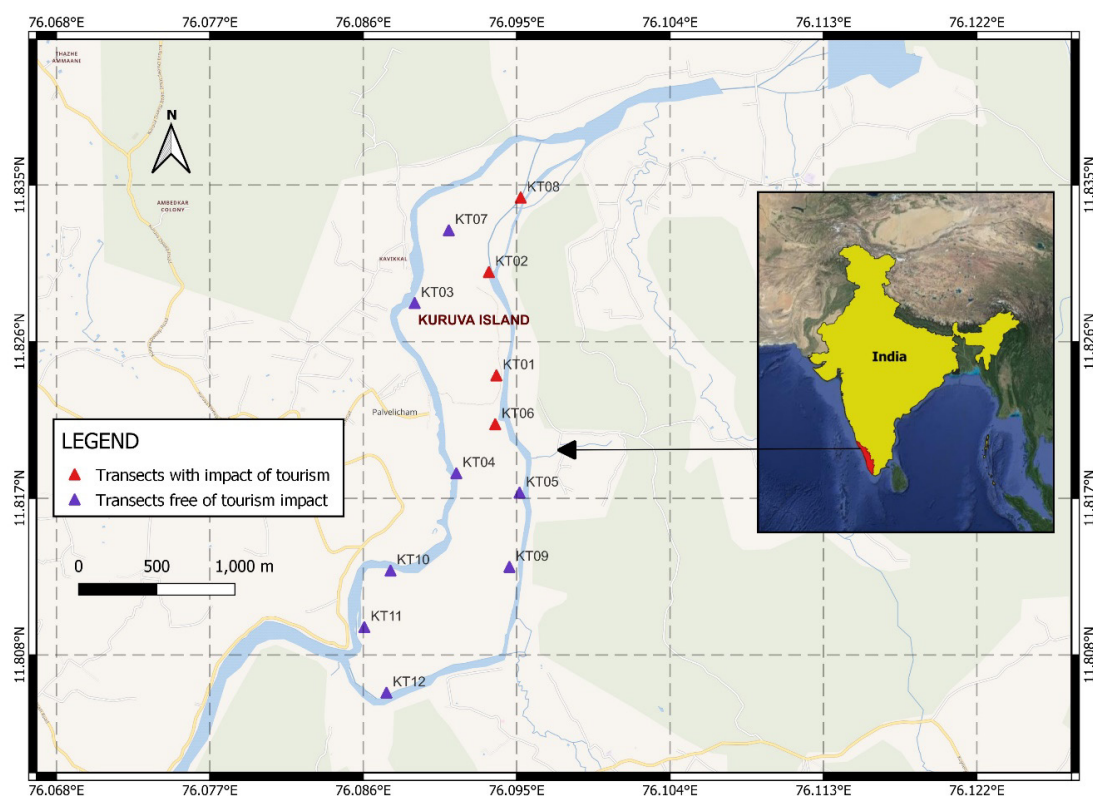 76.068°E 76.077°E 76.086°E 76.095°E 76.104°E 76.113°E 76.122°E
THAZHE
AMMAANE
N
11.835°N
11.835°N
KT08
AMBEDKAR
COLONY
KT07
KAVIKKAL
KT02
KT03
KURUVA ISLAND
11.826°N
11.826°N
India
KT01
Palvelicham
KT06
LEGEND
Transects with impact of tourism
Transects free of tourism impact
KT04
KT05
11.817°N
11.817°N
0 500 1,000 m
KT10
KT09
KT11
11.808°N
11.808°N
KT12
76.068°E 76.077°E 76.086°E 76.095°E 76.104°E 76.113°E 76.122°E